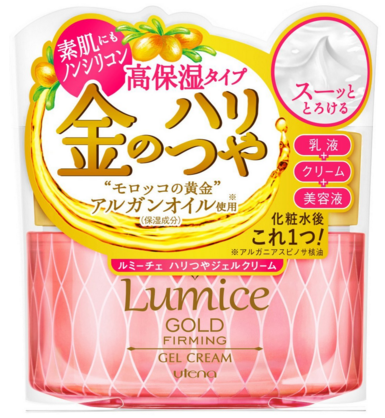 素肌にも
ノンシリコン
高保湿タイプ
金のハリつや
スーッと
とろける
"モロッコの黄金"
アルガンオイル使用※
(保湿成分)
乳液
+
クリーム
+
美容液
化粧水後
これ1つ!
※アルガニアスピノサ核油
ルミーチェ ハリつやジェルクリーム
Lumice
GOLD
FIRMING
GEL CREAM
utena